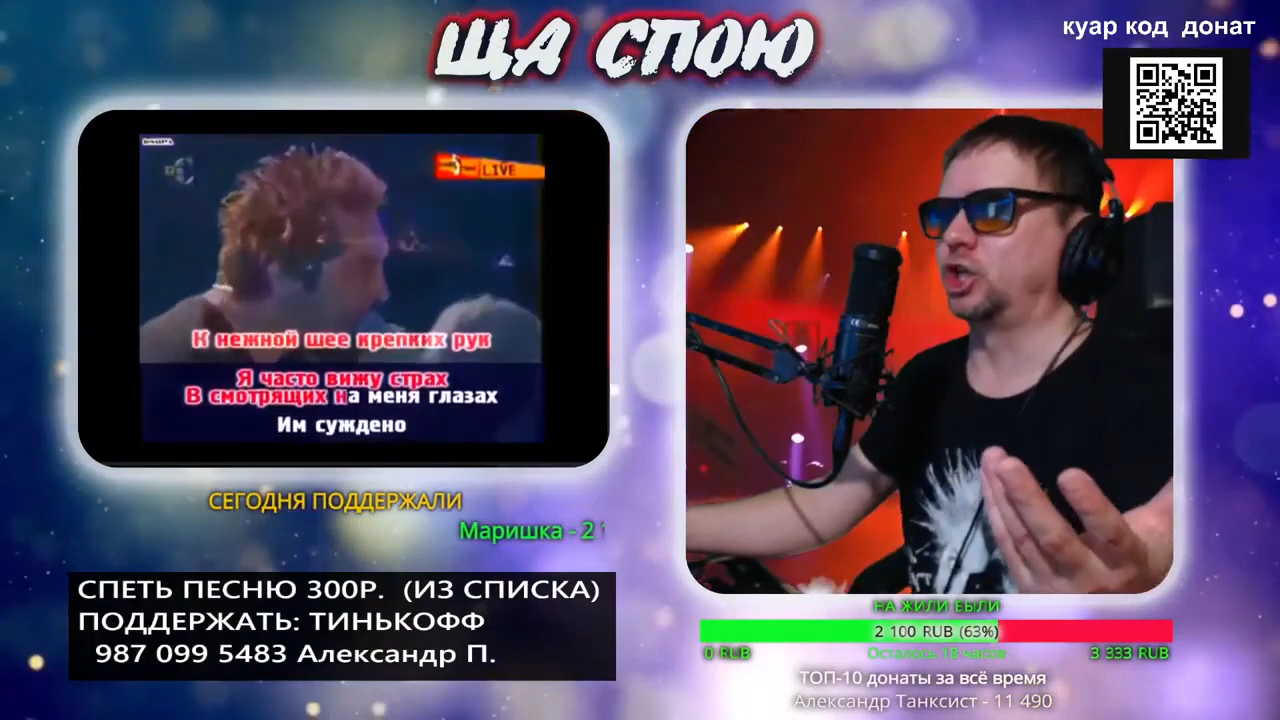 ЩА СПОЮ
куар код донат
LIVE
К нежной шее крепких рук
Я часто вижу страх
В смотрящих на меня глазах
Им суждено
СЕГОДНЯ ПОДДЕРЖАЛИ
Маришка - 2
СПЕТЬ ПЕСНЮ 300Р. (ИЗ СПИСКА)
ПОДДЕРЖАТЬ: ТИНЬКОФФ
987 099 5483 Александр П.
НА ЖИЛИ БЫЛИ
2 100 RUB (63%)
0 RUB
Осталось 18 часов
3 333 RUB
ТОП-10 донаты за всё время
Александр Танксист - 11 490